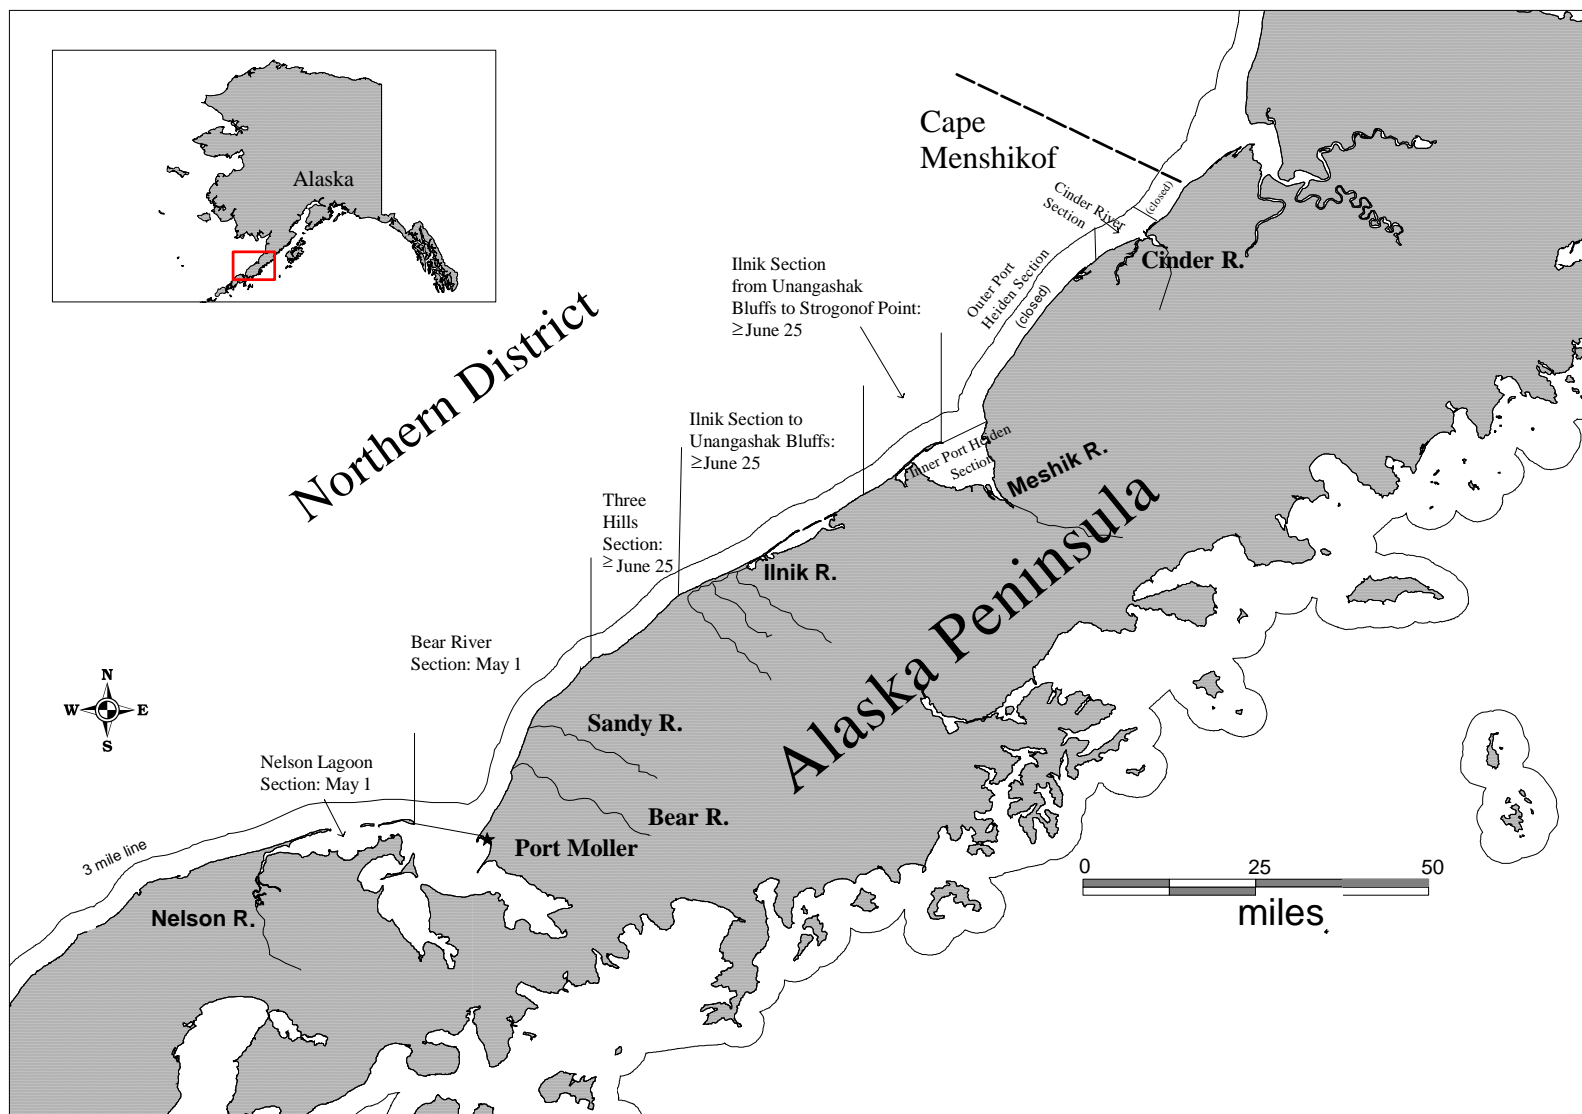 Alaska
Cape
Menshikof
(closed)
Cinder River
Section
Cinder R.
Ilnik Section
from Unangashak
Bluffs to Strogonof Point:
≥June 25
Outer Port
Heiden Section
(closed)
Northern District
Ilnik Section to
Unangashak Bluffs:
≥June 25
Inner Port Heiden
Section
Meshik R.
Three
Hills
Section:
≥June 25
Ilnik R.
Alaska Peninsula
Bear River
Section: May 1
N
W
E
S
Sandy R.
Nelson Lagoon
Section: May 1
Bear R.
Port Moller
3 mile line
Nelson R.
0
25
50
miles